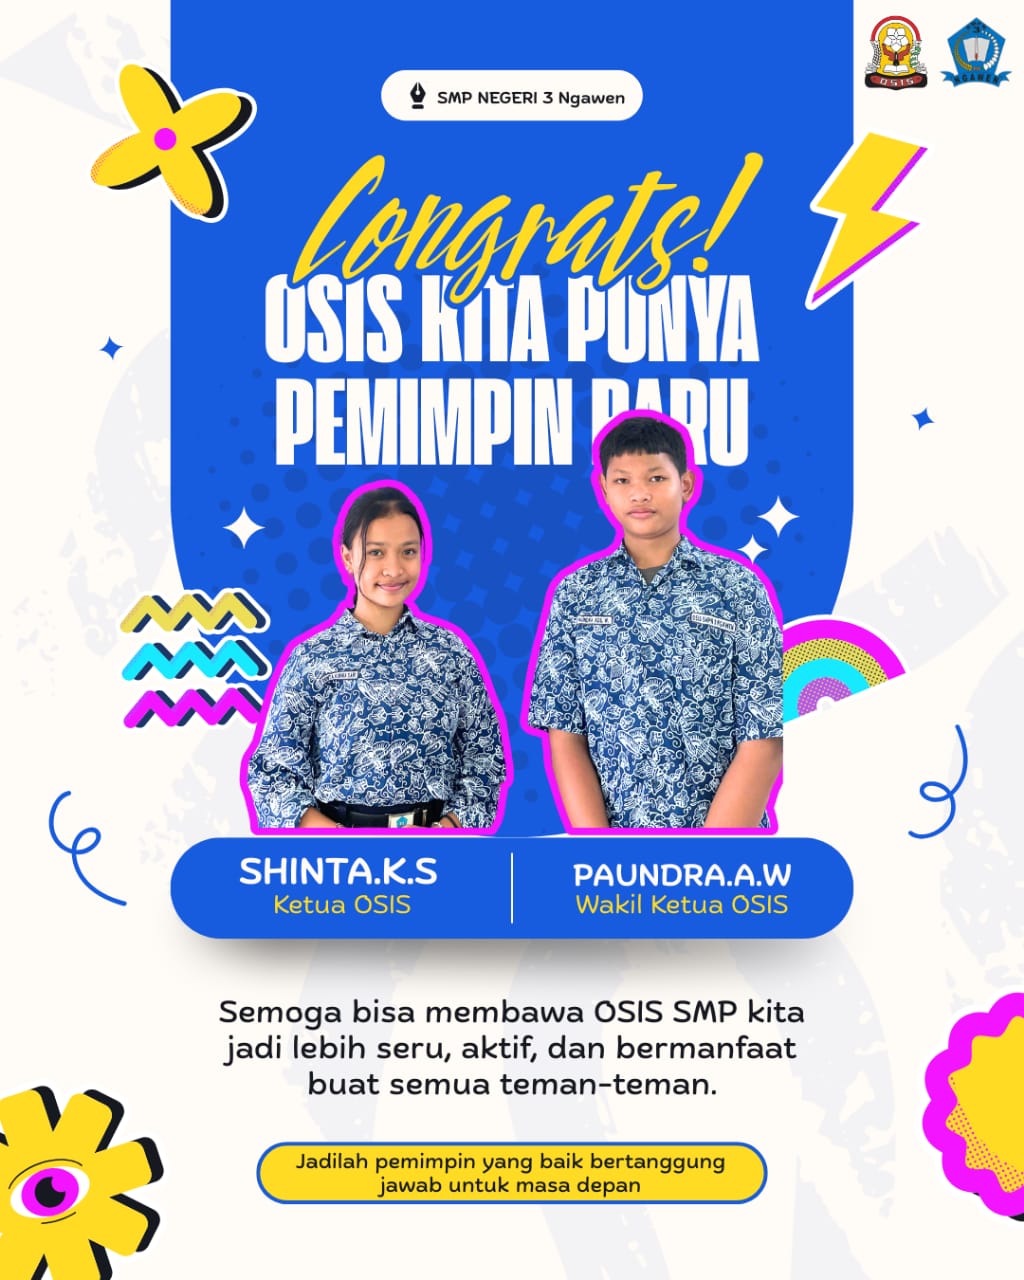 OSIS
NGAWEN
SMP NEGERI 3 Ngawen
Congrats!
OSIS KITA PUNYA
PEMIMPIN BARU
SHINTA.K.S
Ketua OSIS
PAUNDRA.A.W
Wakil Ketua OSIS
Semoga bisa membawa OSIS SMP kita
jadi lebih seru, aktif, dan bermanfaat
buat semua teman-teman.
Jadilah pemimpin yang baik bertanggung
jawab untuk masa depan